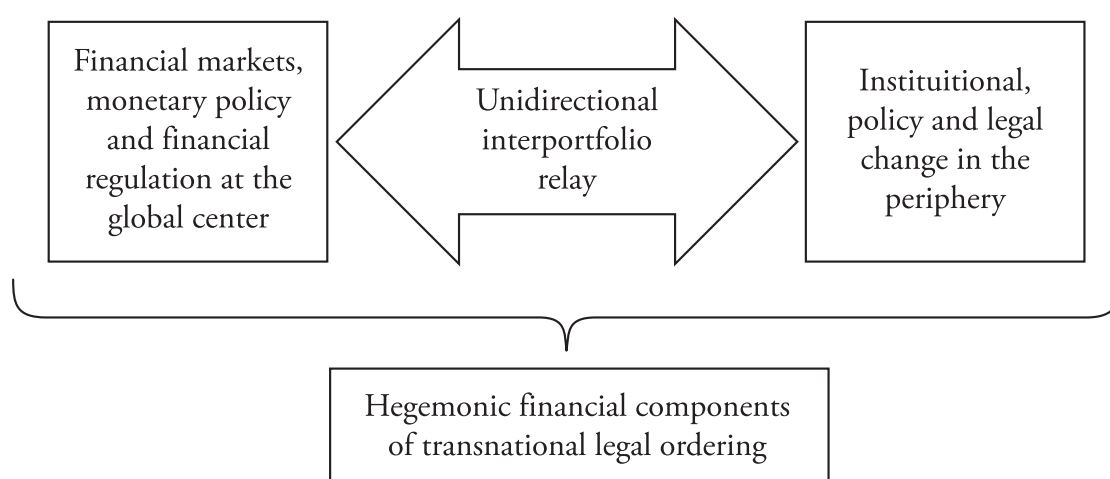 Financial markets,
monetary policy
and financial
regulation at the
global center
Unidirectional
interportfolio
relay
Instituitional,
policy and legal
change in the
periphery
Hegemonic financial components
of transnational legal ordering